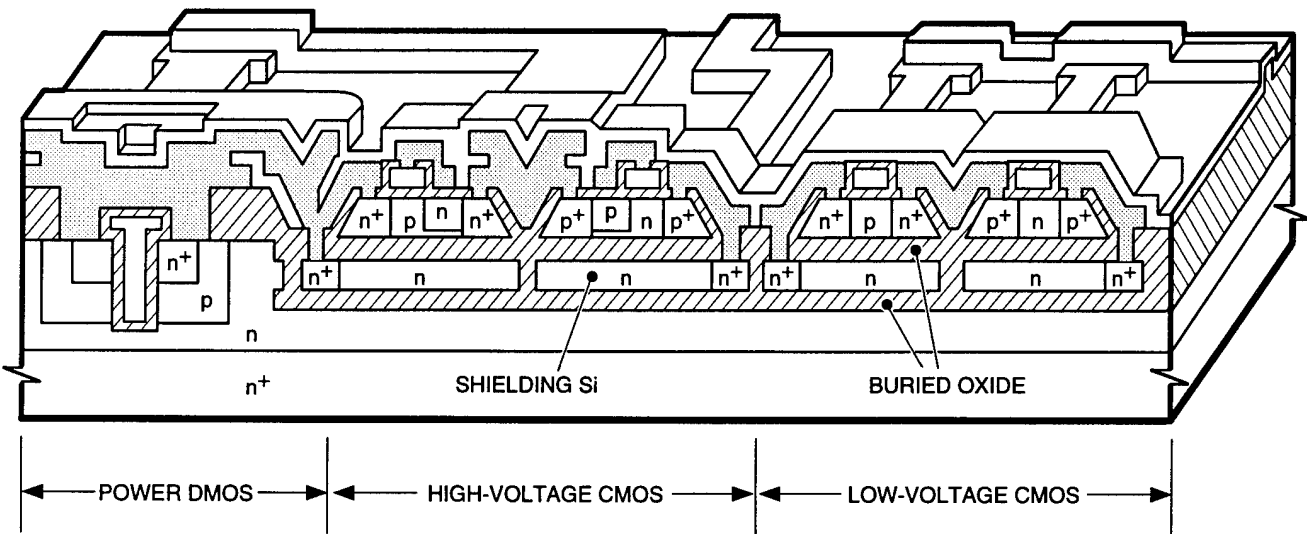 n⁺ p n n⁺ p⁺ p n p⁺ n⁺ p n⁺ p⁺ n p⁺
n⁺ n⁺ n n n⁺ n⁺ n n n⁺
p
n
n⁺ SHIELDING Si BURIED OXIDE
POWER DMOS HIGH-VOLTAGE CMOS LOW-VOLTAGE CMOS